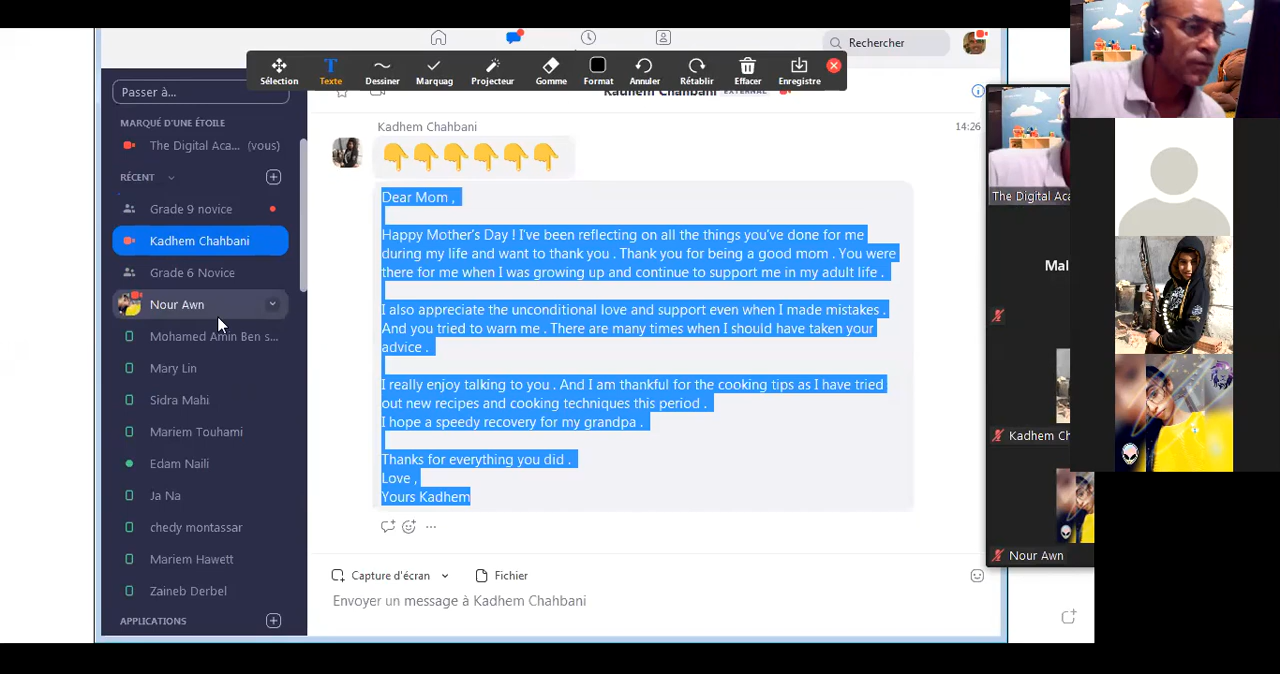 Rechercher
Sélection
Texte
Dessiner
Marquag
Projecteur
Gomme
Format
Annuler
Rétablir
Effacer
Enregistre
Passer à...
Kadhem Chahbani EXTERNAL
MARQUÉ D'UNE ÉTOILE
The Digital Aca... (vous)
RÉCENT
Grade 9 novice
Kadhem Chahbani
Grade 6 Novice
Nour Awn
Mohamed Amin Ben s...
Mary Lin
Sidra Mahi
Mariem Touhami
Edam Naili
Ja Na
chedy montassar
Mariem Hawett
Zaineb Derbel
APPLICATIONS
Kadhem Chahbani
14:26
Dear Mom ,
Happy Mother's Day ! I've been reflecting on all the things you've done for me
during my life and want to thank you . Thank you for being a good mom . You were
there for me when I was growing up and continue to support me in my adult life .
I also appreciate the unconditional love and support even when I made mistakes .
And you tried to warn me . There are many times when I should have taken your
advice .
I really enjoy talking to you . And I am thankful for the cooking tips as I have tried
out new recipes and cooking techniques this period .
I hope a speedy recovery for my grandpa .
Thanks for everything you did .
Love ,
Yours Kadhem
Capture d'écran
Fichier
Envoyer un message à Kadhem Chahbani
The Digital Aca
Mal
Kadhem Ch
Nour Awn